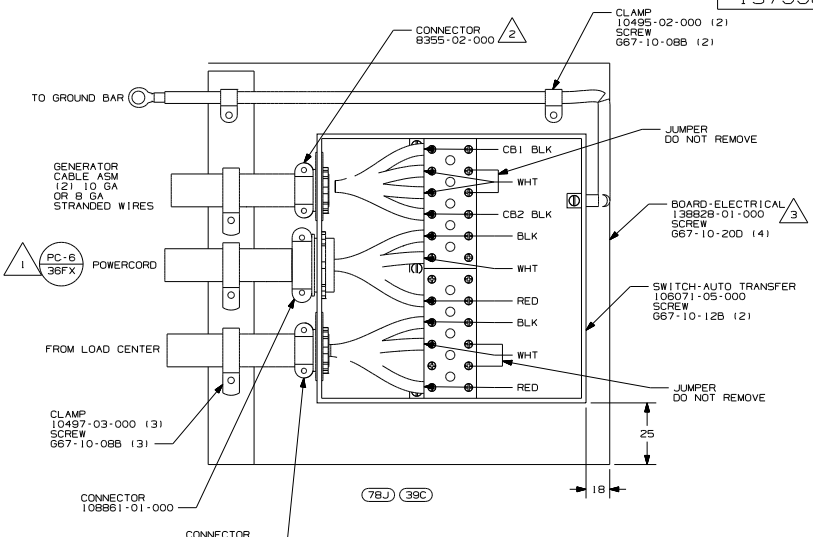 CLAMP
10495-02-000 (2)
SCREW
G67-10-08B (2)
CONNECTOR
8355-02-000
2
TO GROUND BAR
JUMPER
DO NOT REMOVE
CB1 BLK
WHT
CB2 BLK
BLK
WHT
RED
BLK
WHT
RED
GENERATOR
CABLE ASM
(2) 10 GA
OR 8 GA
STRANDED WIRES
BOARD-ELECTRICAL
138828-01-000
SCREW
G67-10-20D (4)
3
1
PC-6
36FX
POWERCORD
SWITCH-AUTO TRANSFER
106071-05-000
SCREW
G67-10-12B (2)
FROM LOAD CENTER
JUMPER
DO NOT REMOVE
CLAMP
10497-03-000 (3)
SCREW
G67-10-08B (3)
25
18
CONNECTOR
108861-01-000
78J
39C
CONNECTOR